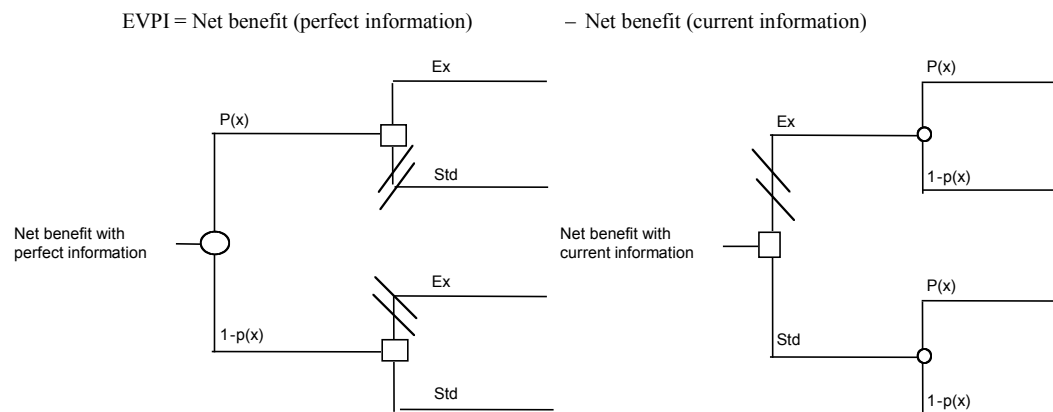 EVPI = Net benefit (perfect information) – Net benefit (current information)
Ex
P(x)
Std
Net benefit with
perfect information
Ex
1-p(x)
Std
P(x)
Ex
1-p(x)
Net benefit with
current information
P(x)
Std
1-p(x)